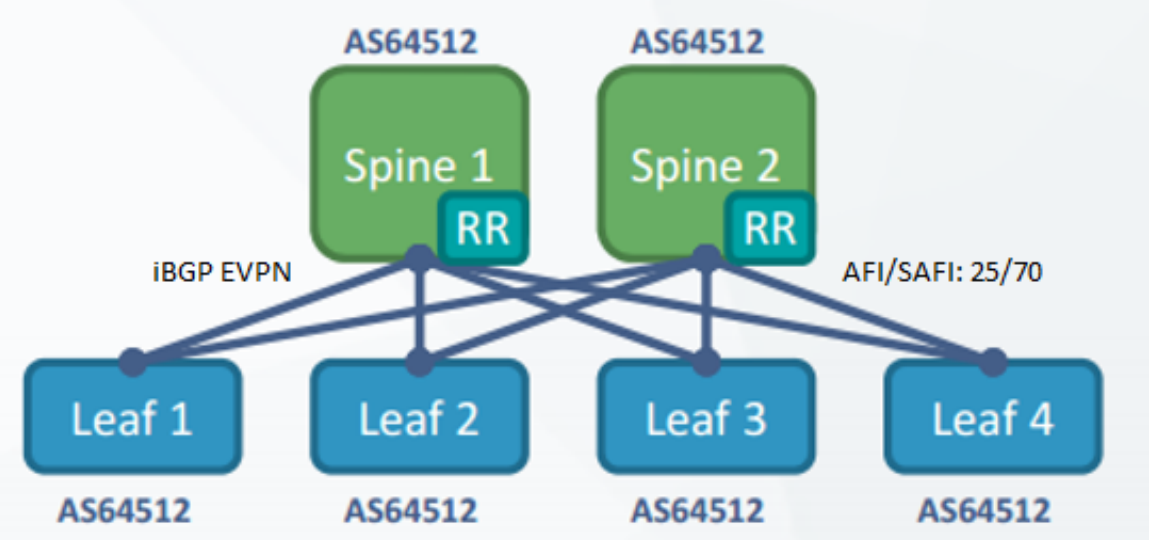 AS64512
AS64512
Spine 1
Spine 2
RR
RR
iBGP EVPN
AFI/SAFI: 25/70
Leaf 1
Leaf 2
Leaf 3
Leaf 4
AS64512
AS64512
AS64512
AS64512